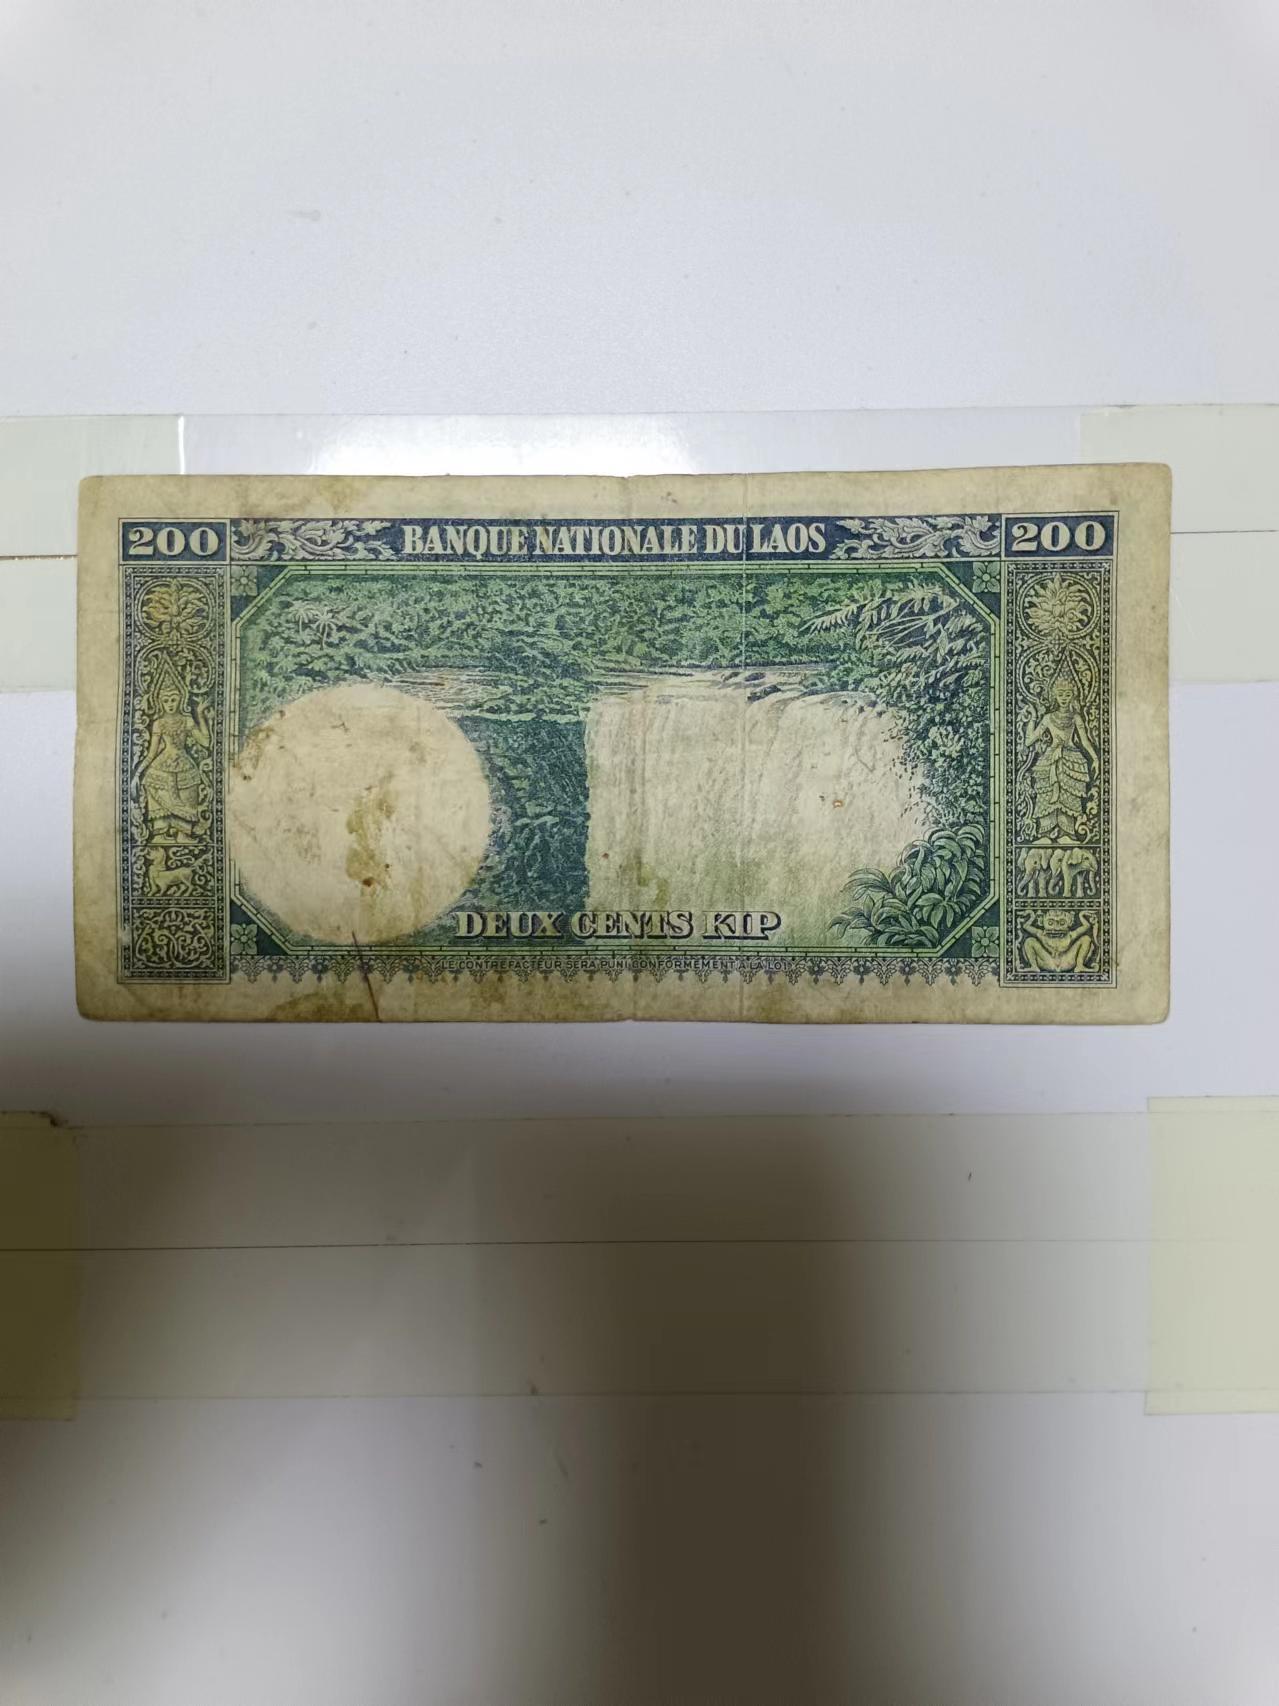 200 BANQUE NATIONALE DU LAOS 200
DEUX CENTS KIP
LE CONTREFACTEUR SERA PUNI CONFORMEMENT A LA LOI